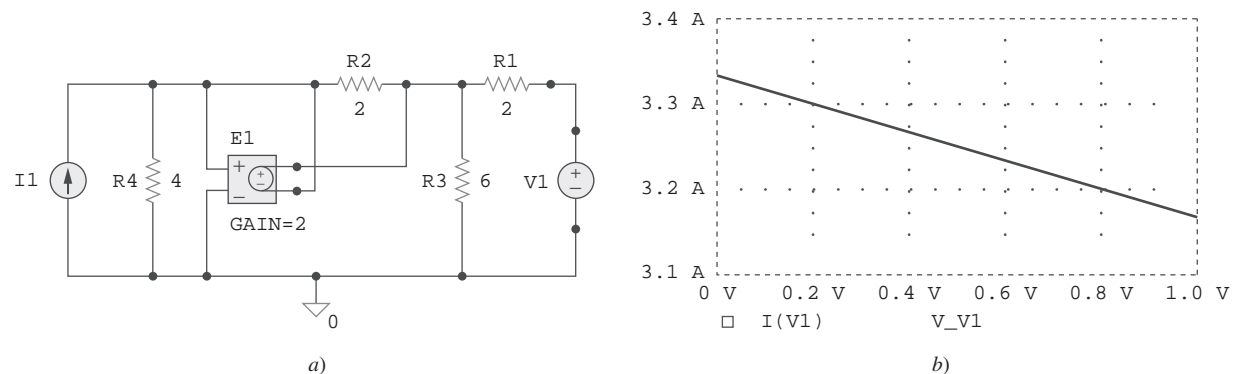 R2
R1
2
2
E1
+
−
+
−
I1
R4
4
R3
6
V1
+
−
GAIN=2
0
a)
3.4 A
3.3 A
3.2 A
3.1 A
0 V
0.2 V
0.4 V
0.6 V
0.8 V
1.0 V
I(V1)
V_V1
b)